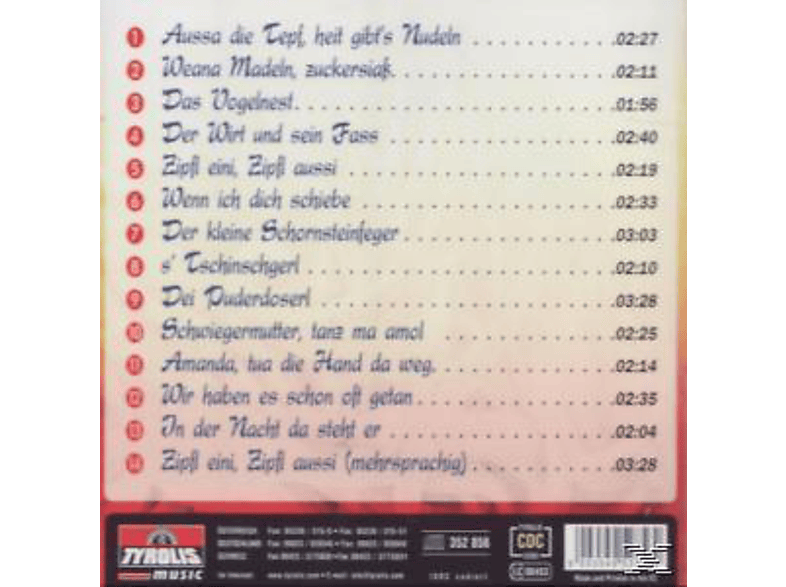 1 Aussa die Tepf, heit gibt's Nudeln 02:27
2 Weana Madeln, zuckersiaß 02:11
3 Das Vogelnest 01:56
4 Der Wirt und sein Fass 02:40
5 Zipfl eini, Zipfl aussi 02:19
6 Wenn ich dich schiebe 02:33
7 Der kleine Schornsteinfeger 03:03
8 s' Tschinschgerl 02:10
9 Dei Puderdoserl 03:28
10 Schwiegermutter, tanz ma amol 02:25
11 Amanda, tua die Hand da weg 02:14
12 Wir haben es schon oft getan 02:35
13 In der Nacht da steht er 02:04
14 Zipfl eini, Zipfl aussi (mehrsprachig) 03:28
TYROLIS
MUSIC
352 856
CDC